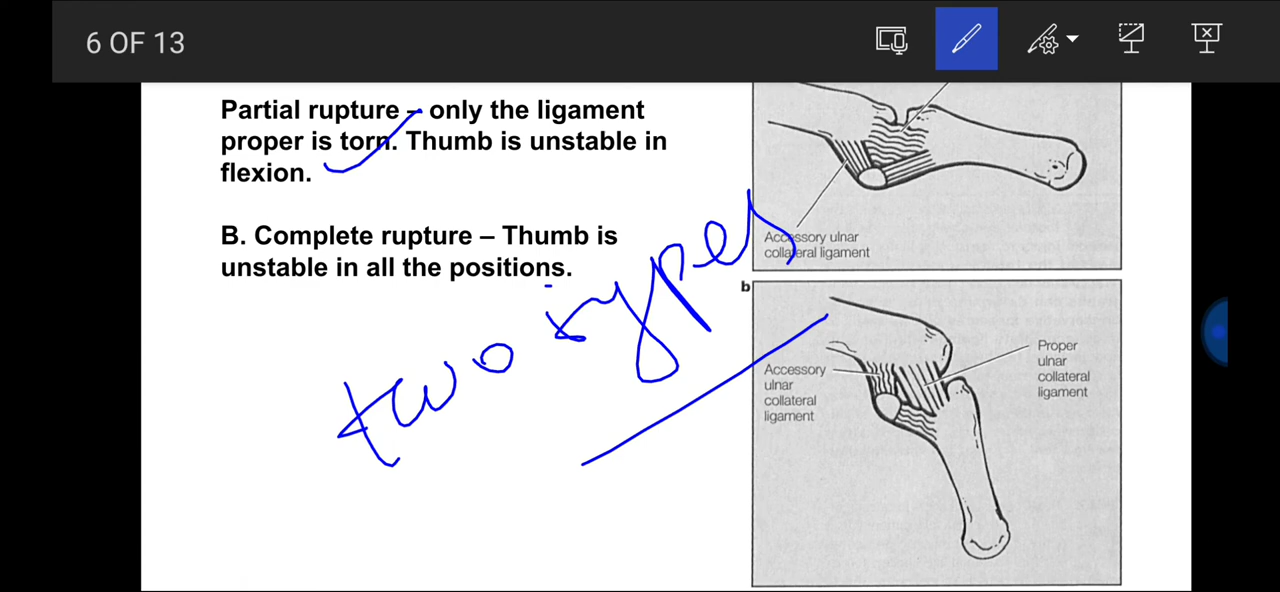 6 OF 13
Partial rupture – only the ligament
proper is torn. Thumb is unstable in
flexion.
B. Complete rupture – Thumb is
unstable in all the positions.
two types
Accessory ulnar
collateral ligament
b
Accessory
ulnar
collateral
ligament
Proper
ulnar
collateral
ligament